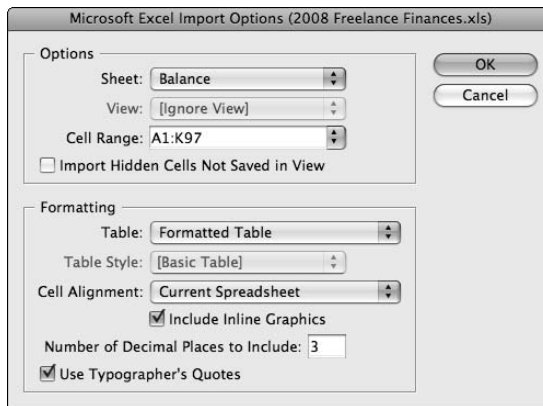 Microsoft Excel Import Options (2008 Freelance Finances.xls)
Options
Sheet: Balance
View: [Ignore View]
Cell Range: A1:K97
Import Hidden Cells Not Saved in View
OK
Cancel
Formatting
Table: Formatted Table
Table Style: [Basic Table]
Cell Alignment: Current Spreadsheet
Include Inline Graphics
Number of Decimal Places to Include: 3
Use Typographer's Quotes